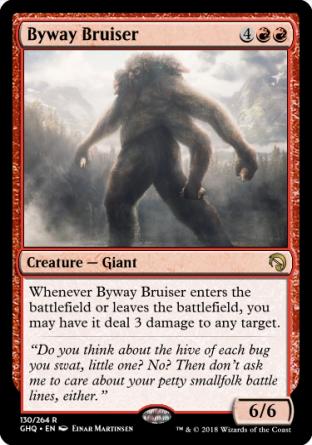 Byway Bruiser 4
Creature — Giant
Whenever Byway Bruiser enters the
battlefield or leaves the battlefield, you
may have it deal 3 damage to any target.
“Do you think about the hive of each bug
you swat, little one? No? Then don't ask
me to care about your petty smallfolk battle
lines, either.”
6/6
130/264 R
GHQ • EN Einar Martinsen
™ & © 2018 Wizards of the Coast